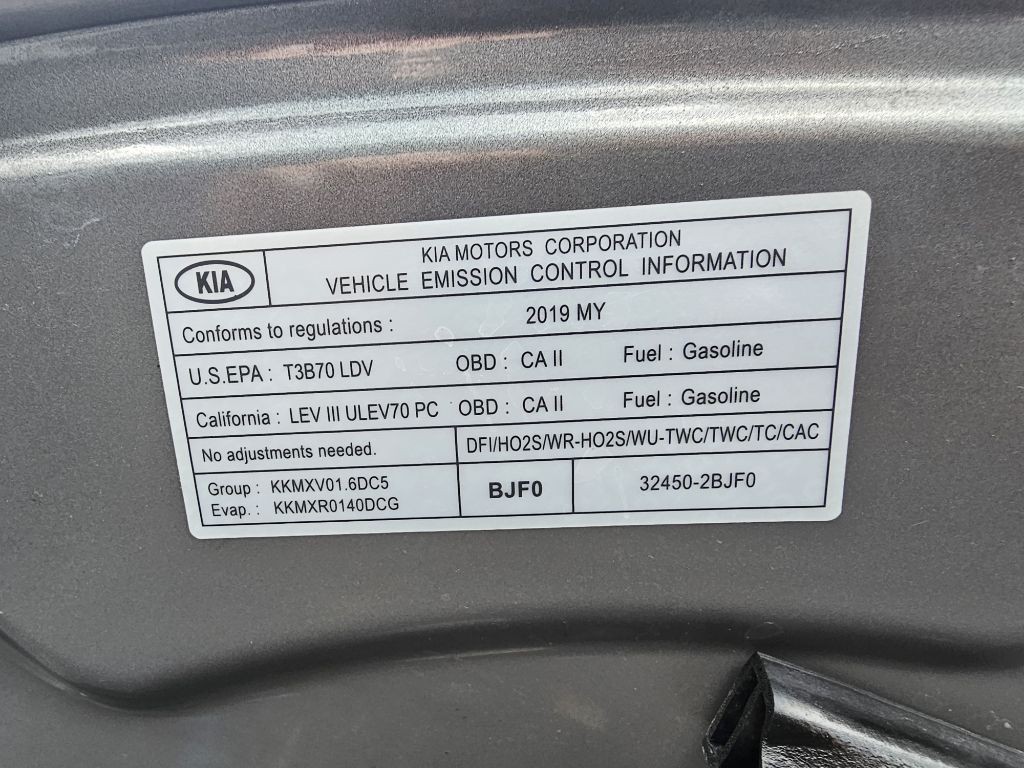 KIA
KIA MOTORS CORPORATION
VEHICLE EMISSION CONTROL INFORMATION
Conforms to regulations : 2019 MY
U.S.EPA : T3B70 LDV OBD : CA II Fuel : Gasoline
California : LEV III ULEV70 PC OBD : CA II Fuel : Gasoline
No adjustments needed. DFI/HO2S/WR-HO2S/WU-TWC/TWC/TC/CAC
Group : KKMXV01.6DC5
Evap. : KKMXR0140DCG
BJF0 32450-2BJF0